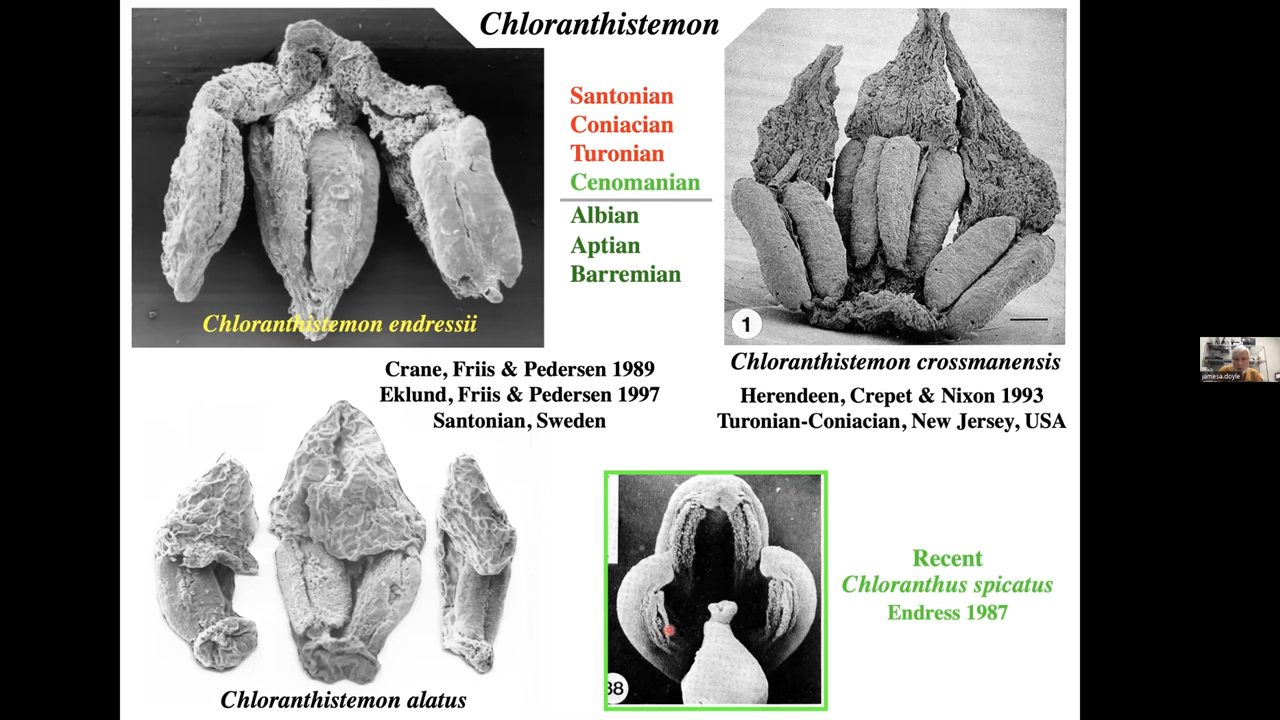 Chloranthistemon
Santonian
Coniacian
Turonian
Cenomanian
Albian
Aptian
Barremian
Chloranthistemon endressii
1
Crane, Friis & Pedersen 1989
Eklund, Friis & Pedersen 1997
Santonian, Sweden
Chloranthistemon crossmanensis
Herendeen, Crepet & Nixon 1993
Turonian-Coniacian, New Jersey, USA
jamesa.doyle
Recent
Chloranthus spicatus
Endress 1987
38
Chloranthistemon alatus